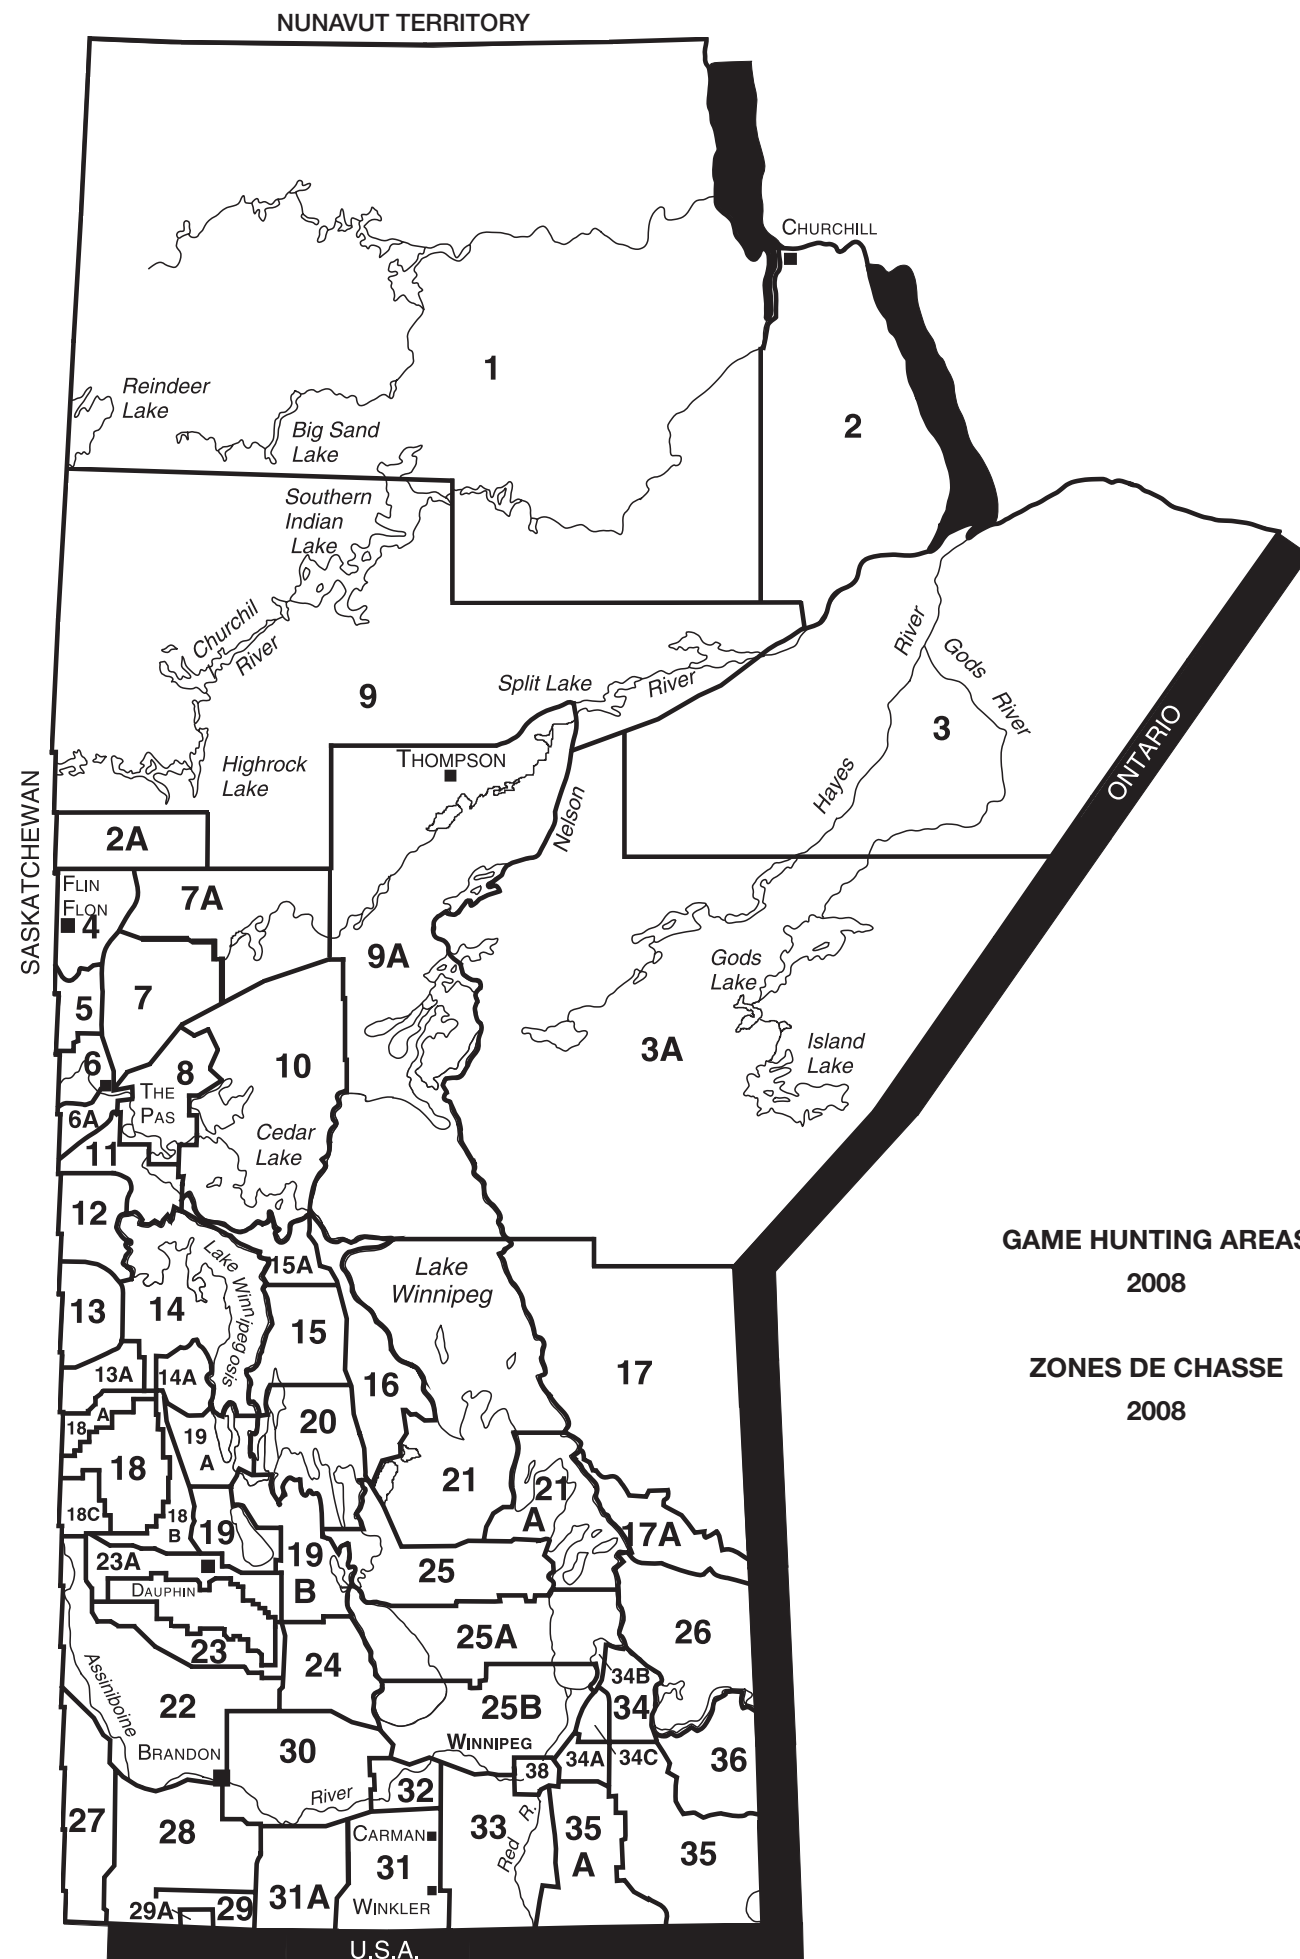 NUNAVUT TERRITORY
CHURCHILL
1
Reindeer
Lake
2
Big Sand
Lake
Southern
Indian
Lake
Churchil
River
River
Gods
River
Split Lake
River
9
3
ONTARIO
THOMPSON
Highrock
Lake
Hayes
Nelson
SASKATCHEWAN
2A
FLIN
FLON
4
7A
9A
Gods
Lake
7
5
3A
Island
Lake
6
8
10
THE
PAS
6A
11
Cedar
Lake
12
GAME HUNTING AREAS
2008
ZONES DE CHASSE
2008
Lake Winnipegosis
15A
Lake
Winnipeg
13
14
15
17
13A
14A
16
18
A
20
19
A
18
21
21
A
18C
18
B
19
17A
23A
19
B
25
DAUPHIN
23
25A
26
24
34B
Assiniboine
22
25B
34
BRANDON
30
WINNIPEG
34A
34C
36
38
River
32
27
28
CARMAN
33
Red R.
35
A
35
31
31A
WINKLER
29A
29
U.S.A.